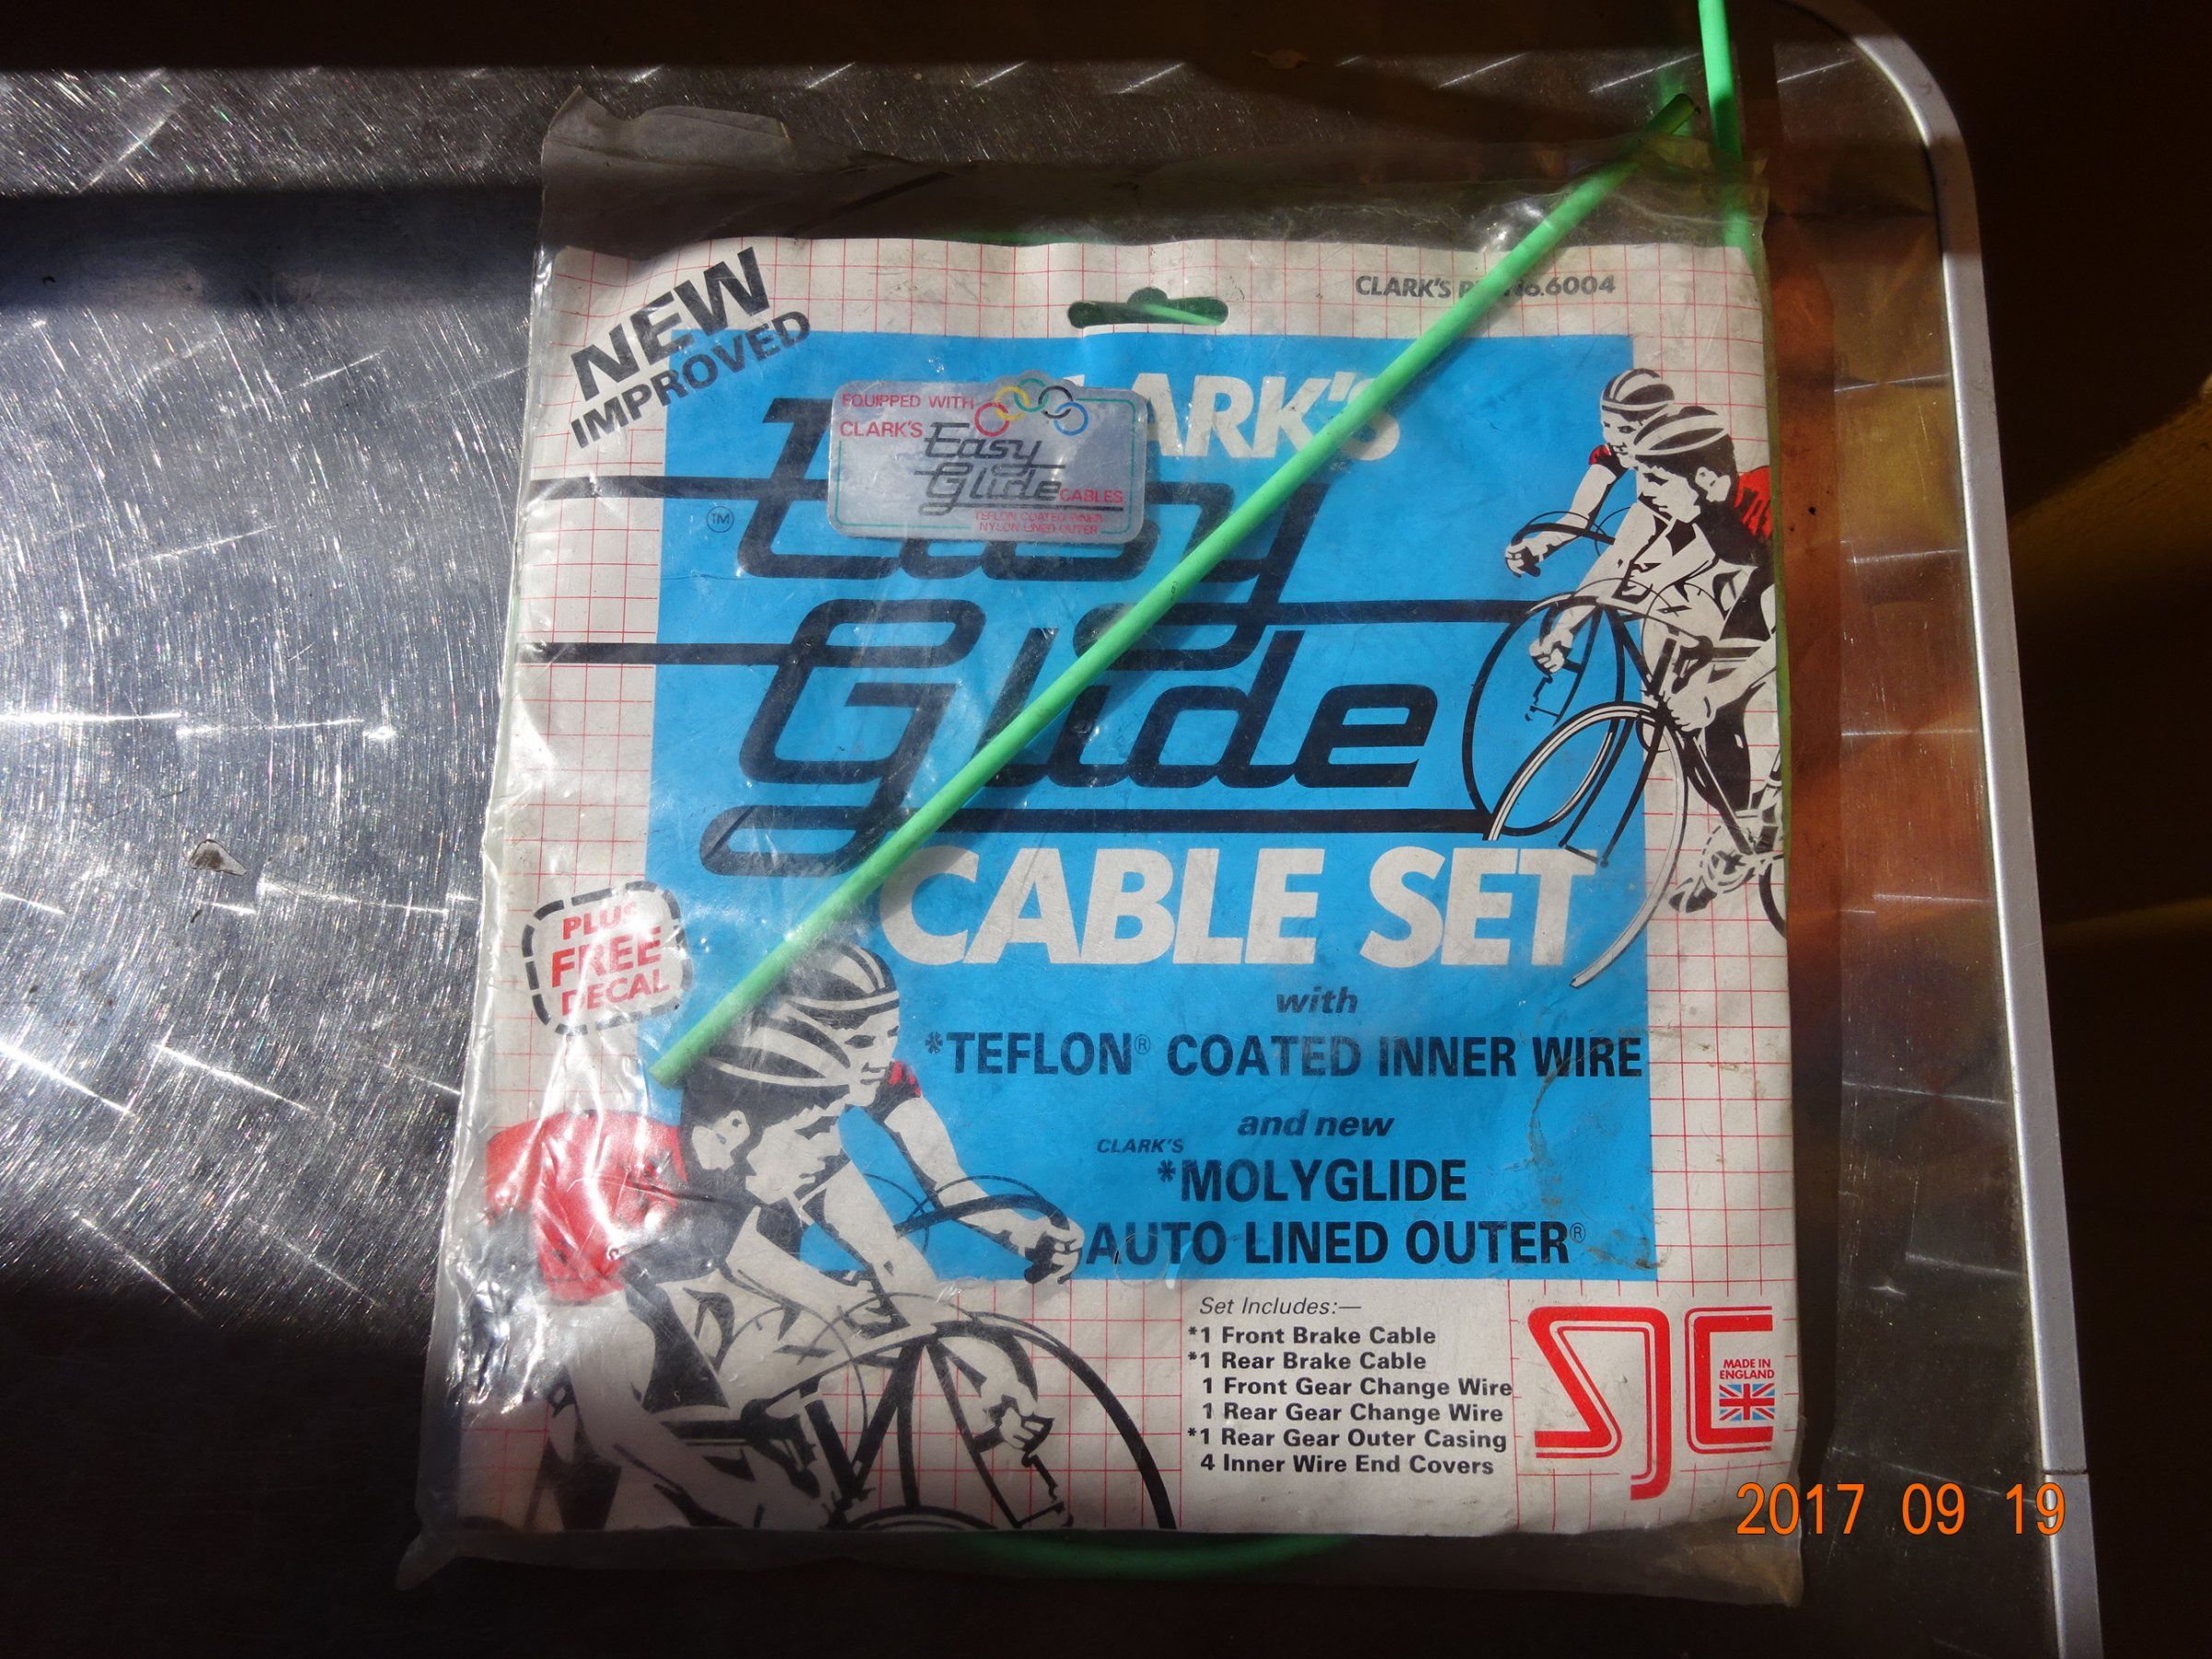 NEW
IMPROVED
CLARK'S No.6004
ARK'S
EQUIPPED WITH
CLARK'S Easy
Glide CABLES
TEFLON COATED INNER
NYLON LINED OUTER
TM
Easy
Glide
CABLE SET
PLUS
FREE
DECAL
with
*TEFLON® COATED INNER WIRE
and new
CLARK'S
*MOLYGLIDE
AUTO LINED OUTER®
Set Includes:—
*1 Front Brake Cable
*1 Rear Brake Cable
1 Front Gear Change Wire
1 Rear Gear Change Wire
*1 Rear Gear Outer Casing
4 Inner Wire End Covers
SJC
MADE IN
ENGLAND
2017 09 19